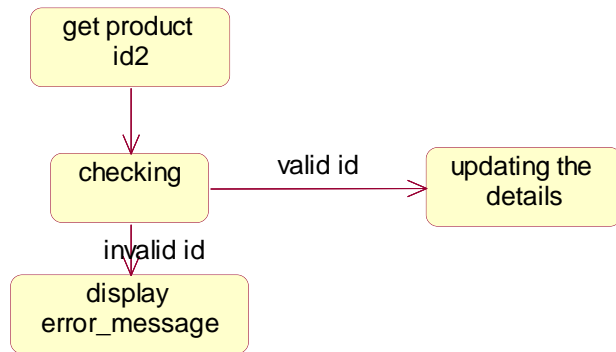 get product
id2
checking
valid id
updating the
details
invalid id
display
error_message